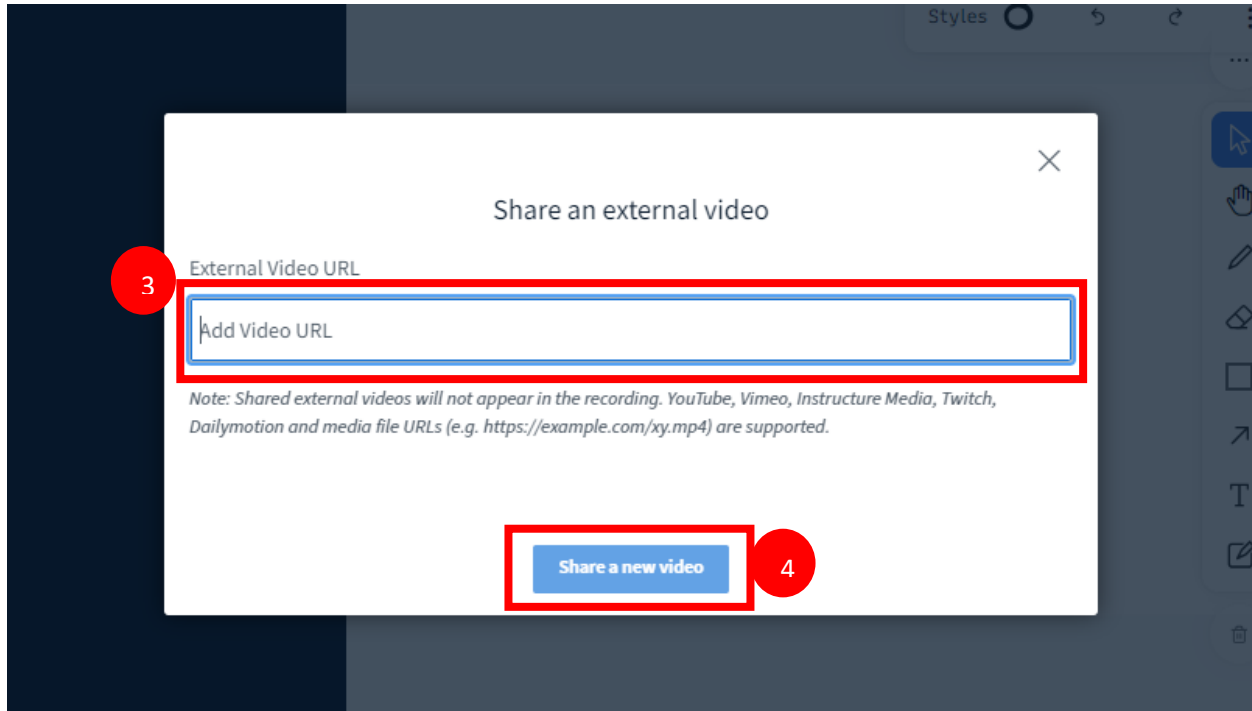 Styles
Share an external video
External Video URL
3
Add Video URL
Note: Shared external videos will not appear in the recording. YouTube, Vimeo, Instructure Media, Twitch,
Dailymotion and media file URLs (e.g. https://example.com/xy.mp4) are supported.
Share a new video
4
T